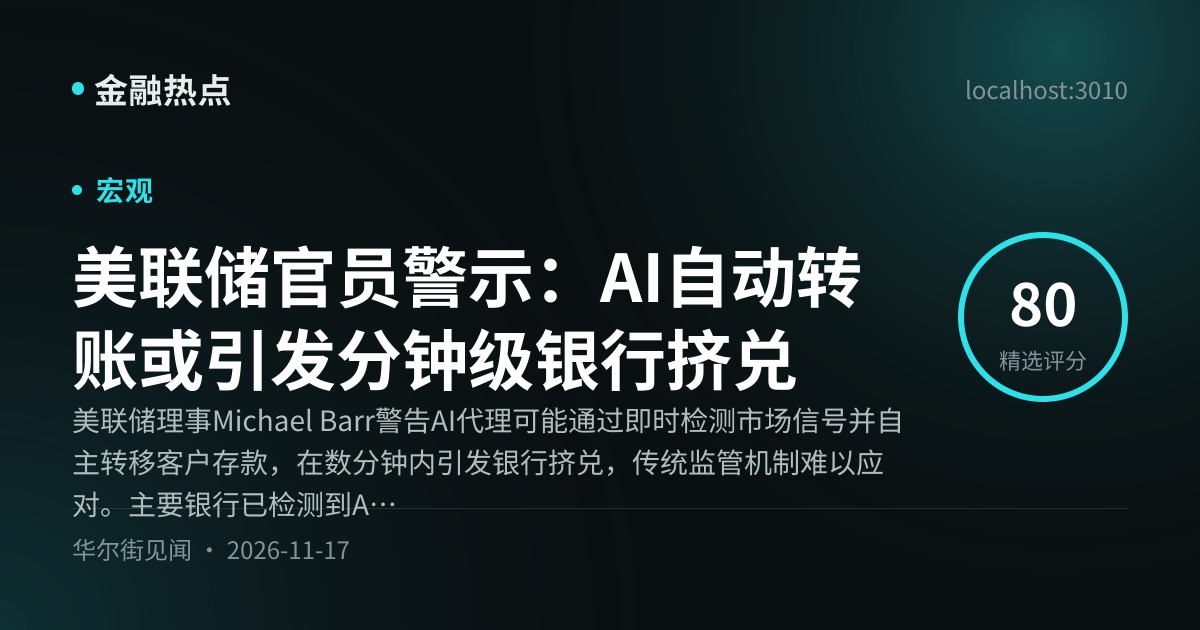 金融热点
localhost:3010
宏观
美联储官员警示：AI自动转
账或引发分钟级银行挤兑
80
精选评分
美联储理事Michael Barr警告AI代理可能通过即时检测市场信号并自
主转移客户存款，在数分钟内引发银行挤兑，传统监管机制难以应
对。主要银行已检测到A…
华尔街见闻 · 2026-11-17